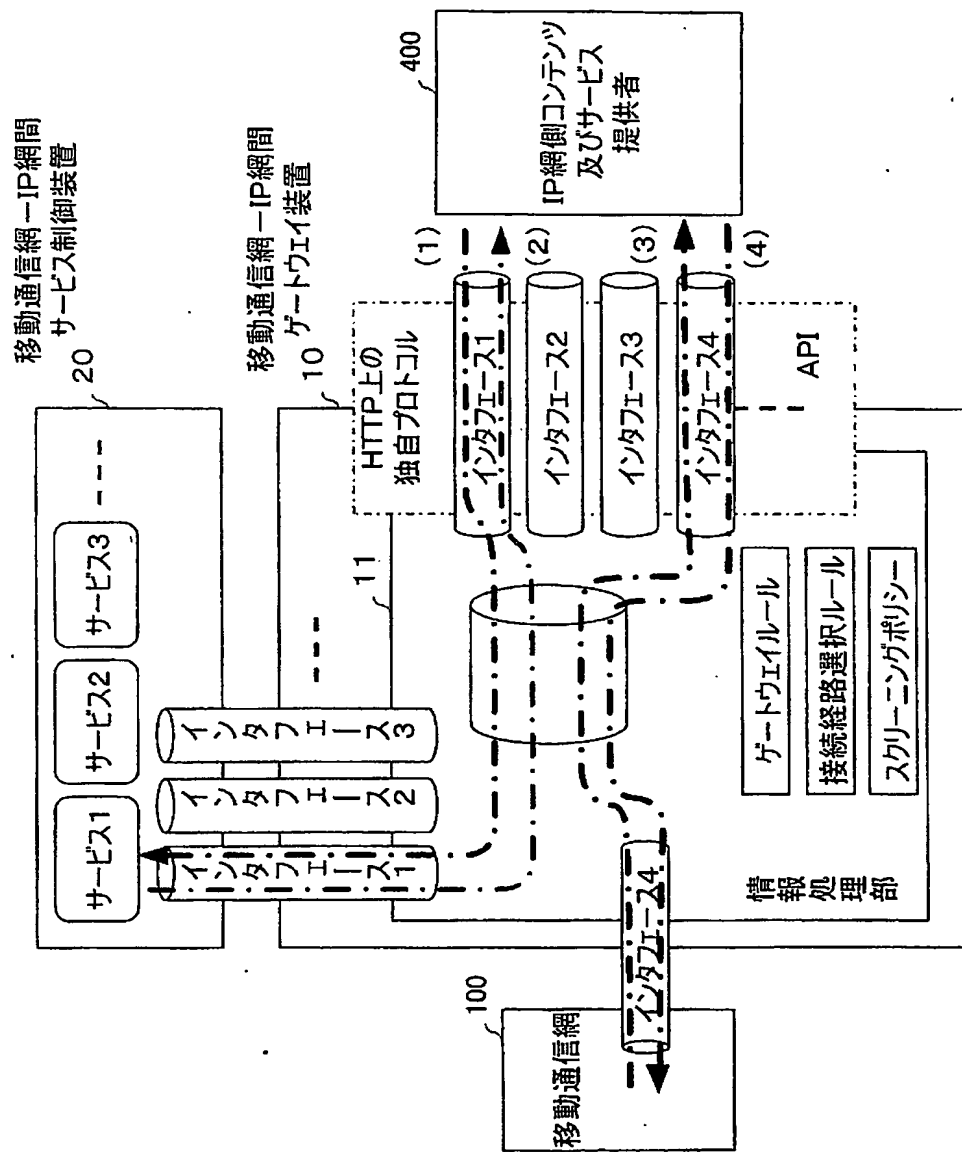 移動通信網－IP網間
サービス制御装置
20
サービス1
サービス2
サービス3
移動通信網－IP網間
ゲートウェイ装置
10
11
インタフェース1
インタフェース2
インタフェース3
HTTP上の
独自プロトコル
インタフェース1
インタフェース2
インタフェース3
インタフェース4
API
(1)
(2)
(3)
(4)
400
IP網側コンテンツ
及びサービス
提供者
100
移動通信網
インタフェース4
情報処理部
ゲートウェイルール
接続経路選択ルール
スクリーニングポリシー